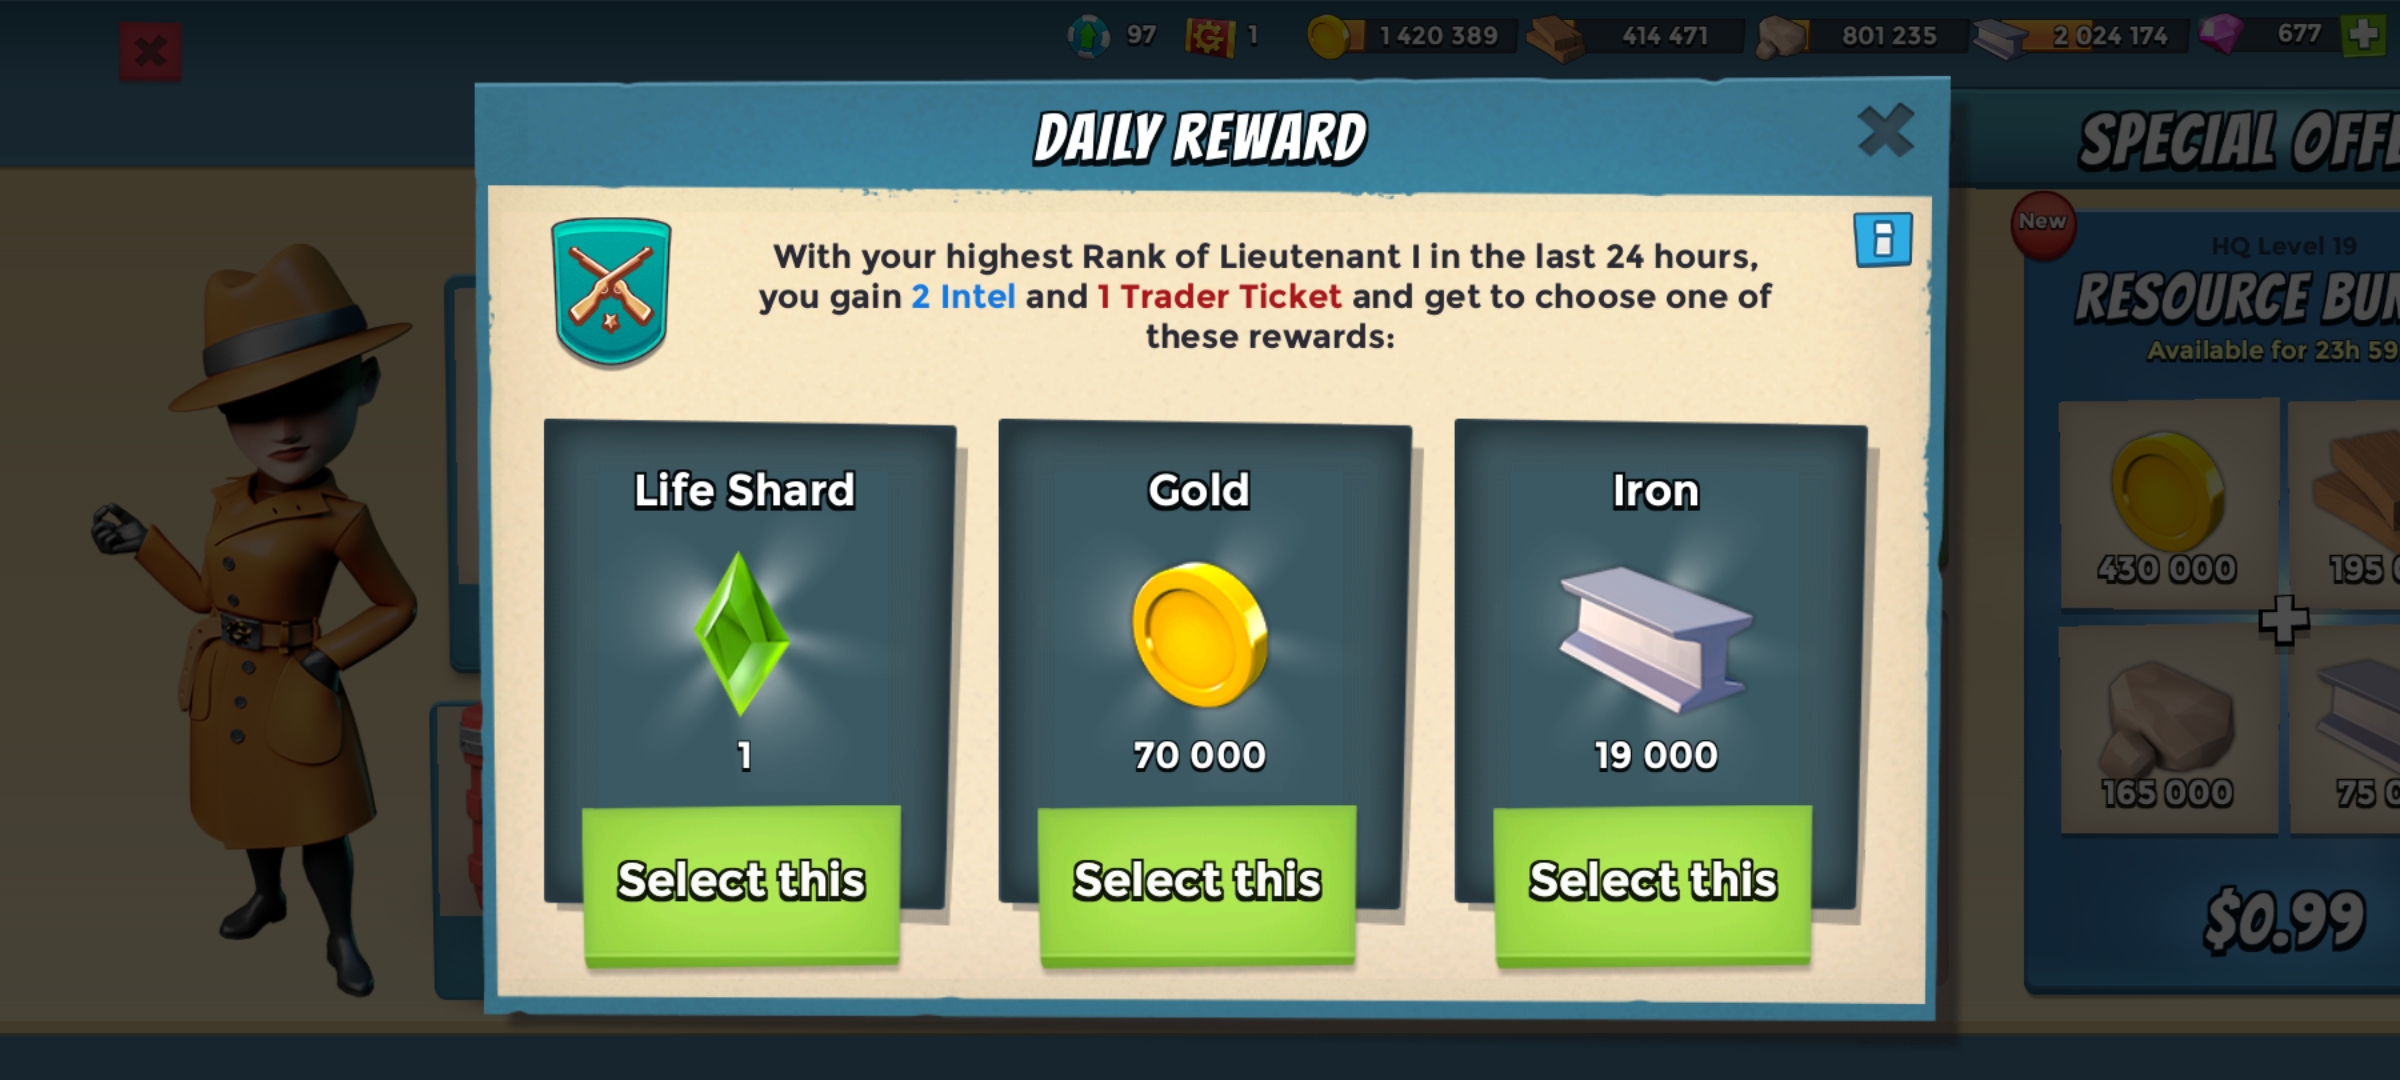 97
1
1 420 389
414 471
801 235
2 024 174
677
DAILY REWARD
With your highest Rank of Lieutenant I in the last 24 hours,
you gain 2 Intel and 1 Trader Ticket and get to choose one of
these rewards:
Life Shard
1
Select this
Gold
70 000
Select this
Iron
19 000
Select this
SPECIAL
New
HQ Level 19
RESOURCE
Available for 23h 59
430 000
195
165 000
75
$0.99